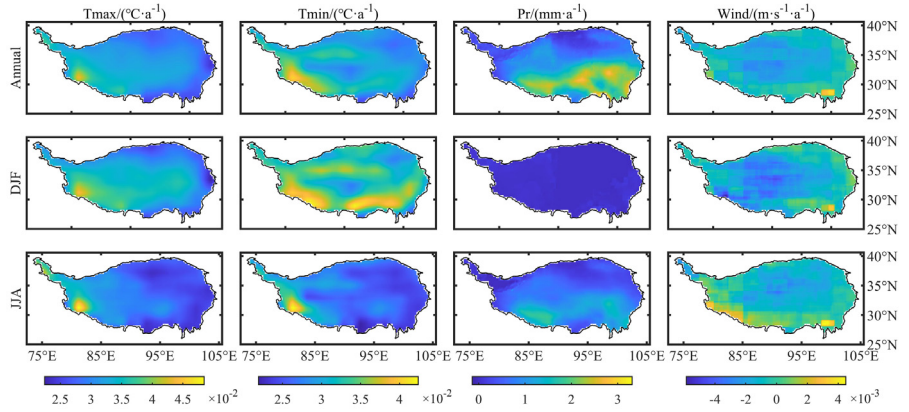 Tmax/(°C·a⁻¹) Tmin/(°C·a⁻¹) Pr/(mm·a⁻¹) Wind/(m·s⁻¹·a⁻¹)
Annual 40°N
35°N
30°N
25°N
DJF 40°N
35°N
30°N
25°N
JJA 40°N
35°N
30°N
25°N
75°E 85°E 95°E 105°E 75°E 85°E 95°E 105°E 75°E 85°E 95°E 105°E 75°E 85°E 95°E 105°E
2.5 3 3.5 4 4.5 ×10⁻² 2.5 3 3.5 4 ×10⁻² 0 1 2 3 -4 -2 0 2 4 ×10⁻³